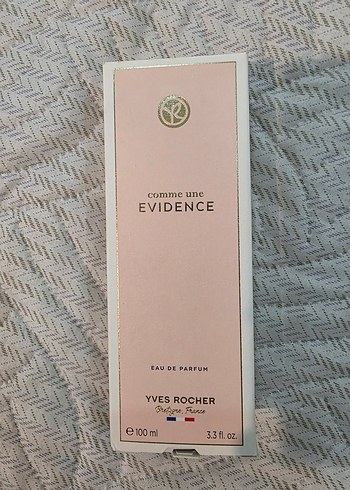 comme une
EVIDENCE
EAU DE PARFUM
YVES ROCHER
Bretagne, France
℮ 100 ml 3.3 fl. oz.